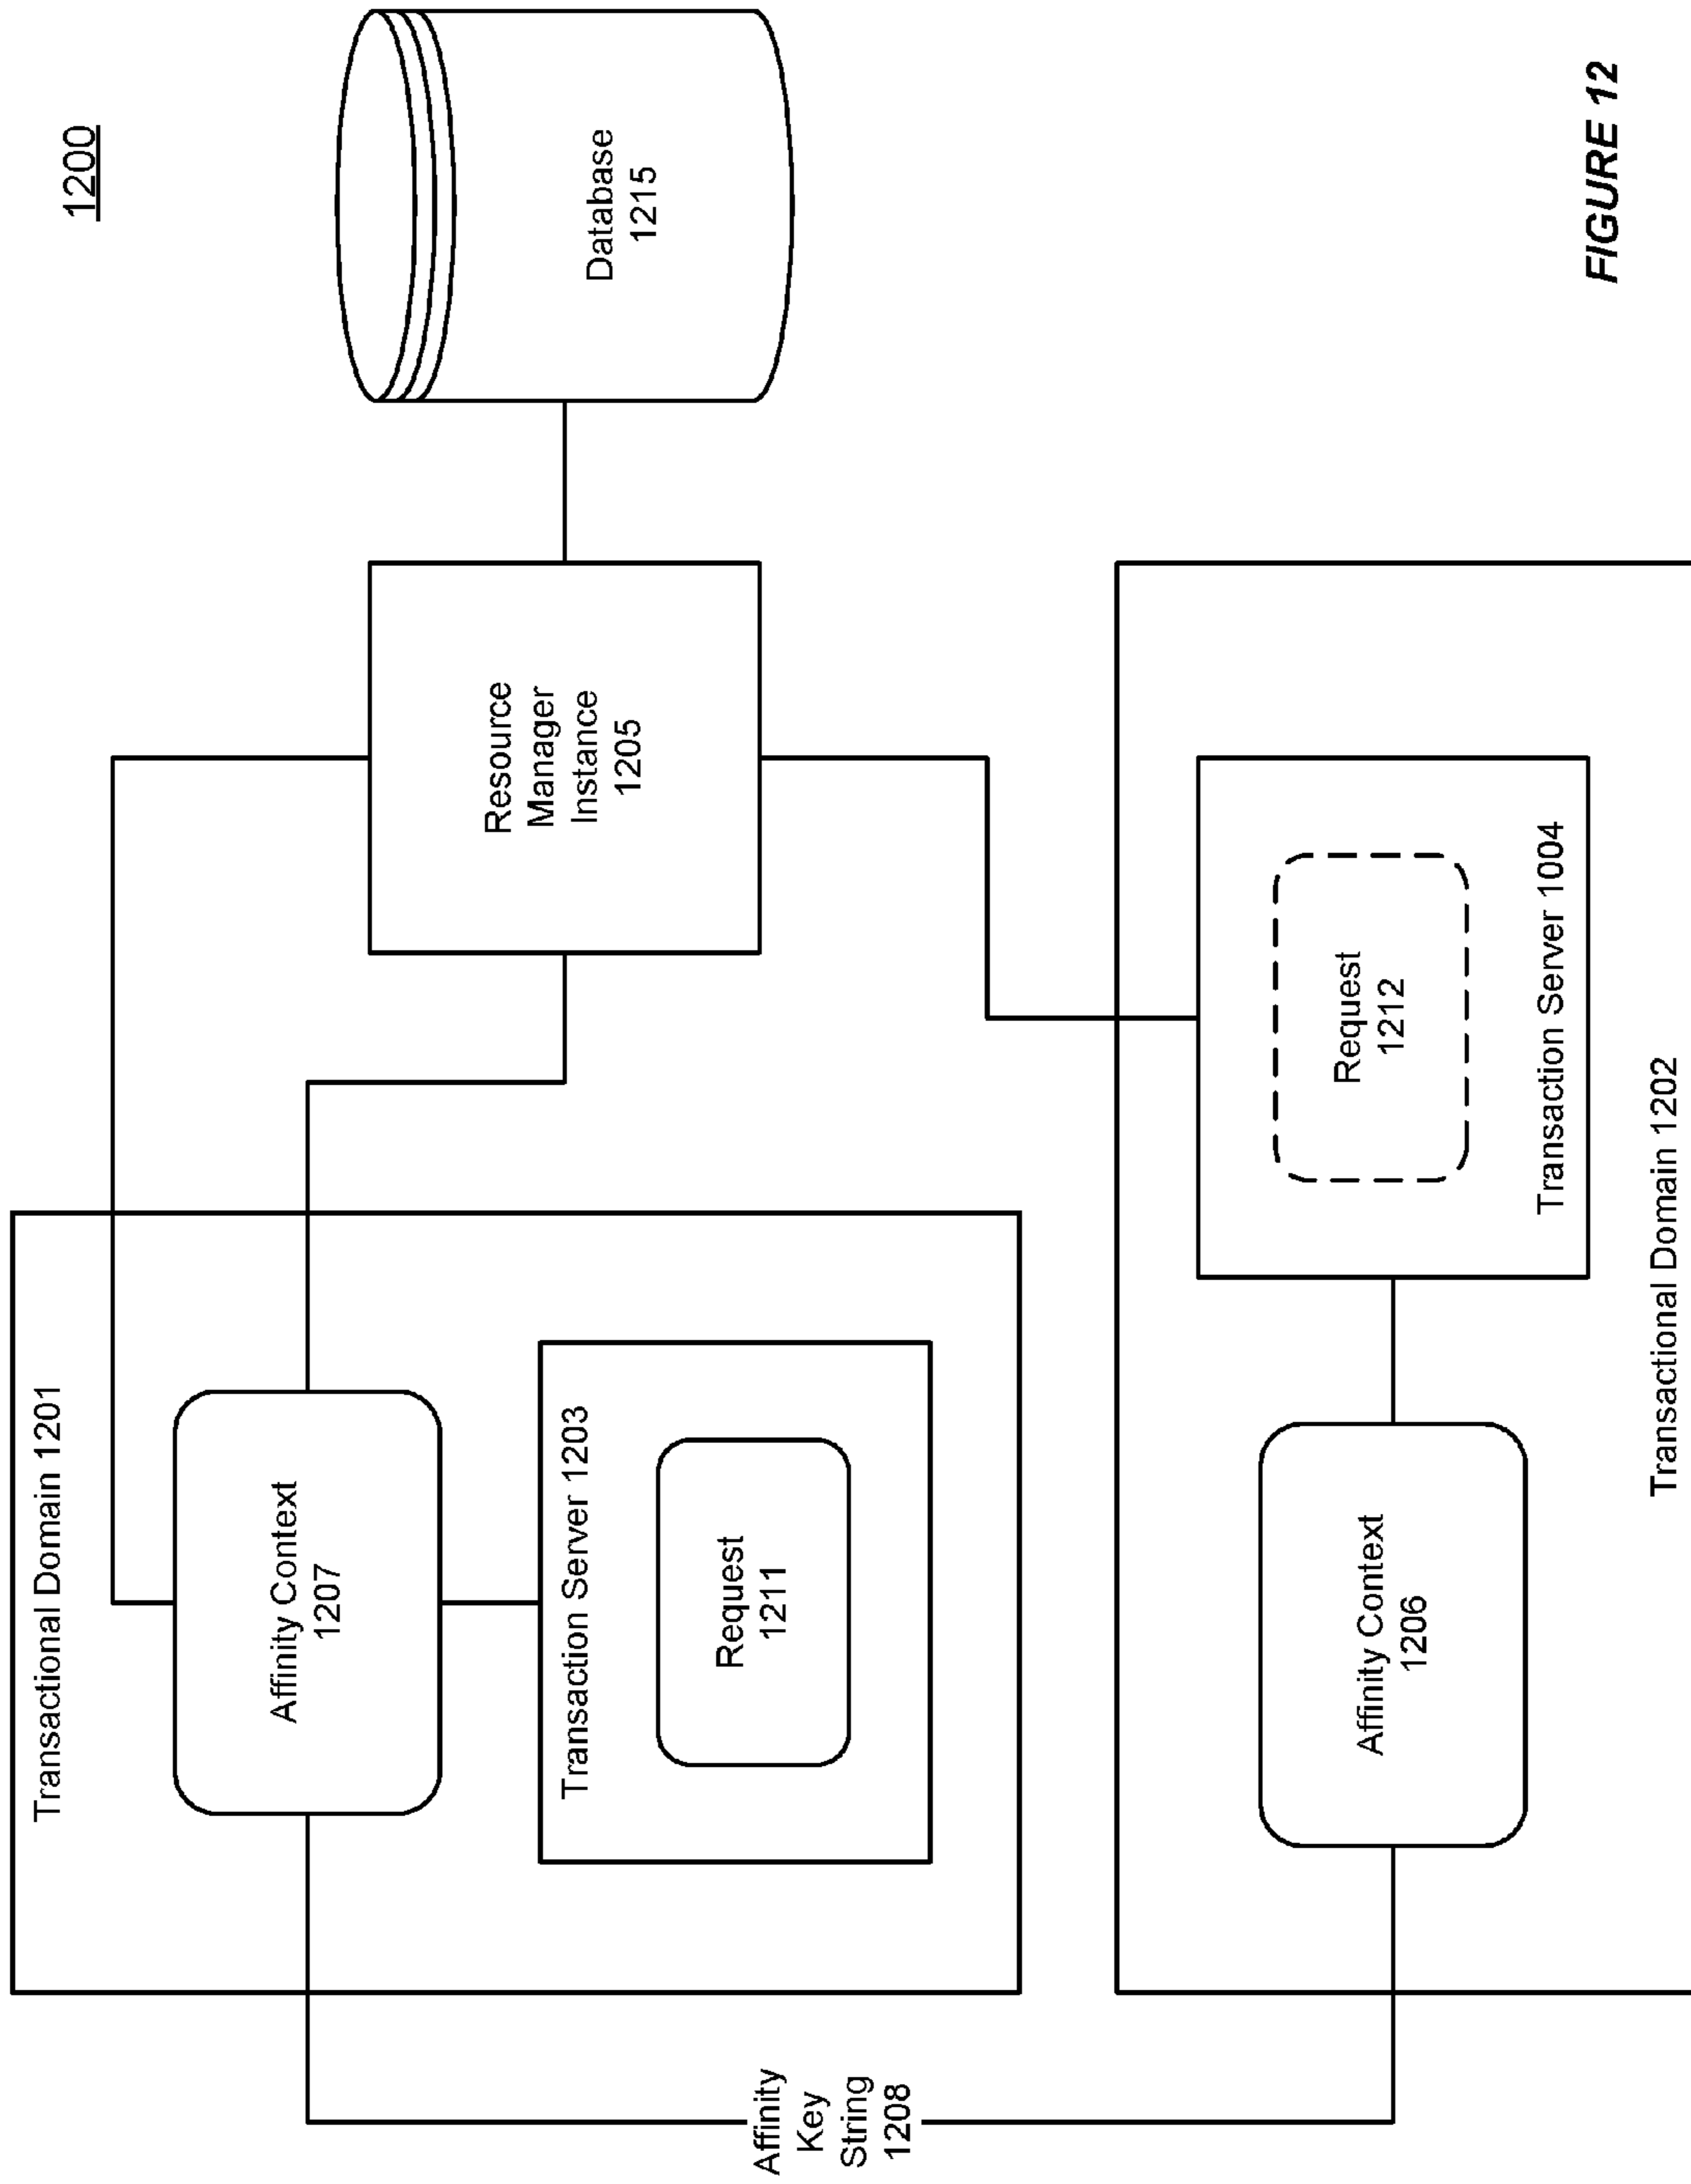 1200
Transactional Domain 1201
Affinity Context
1207
Transaction Server 1203
Request
1211
Resource
Manager
Instance
1205
Database
1215
Affinity
Key
String
1208
Affinity Context
1206
Request
1212
Transaction Server 1004
Transactional Domain 1202
FIGURE 12